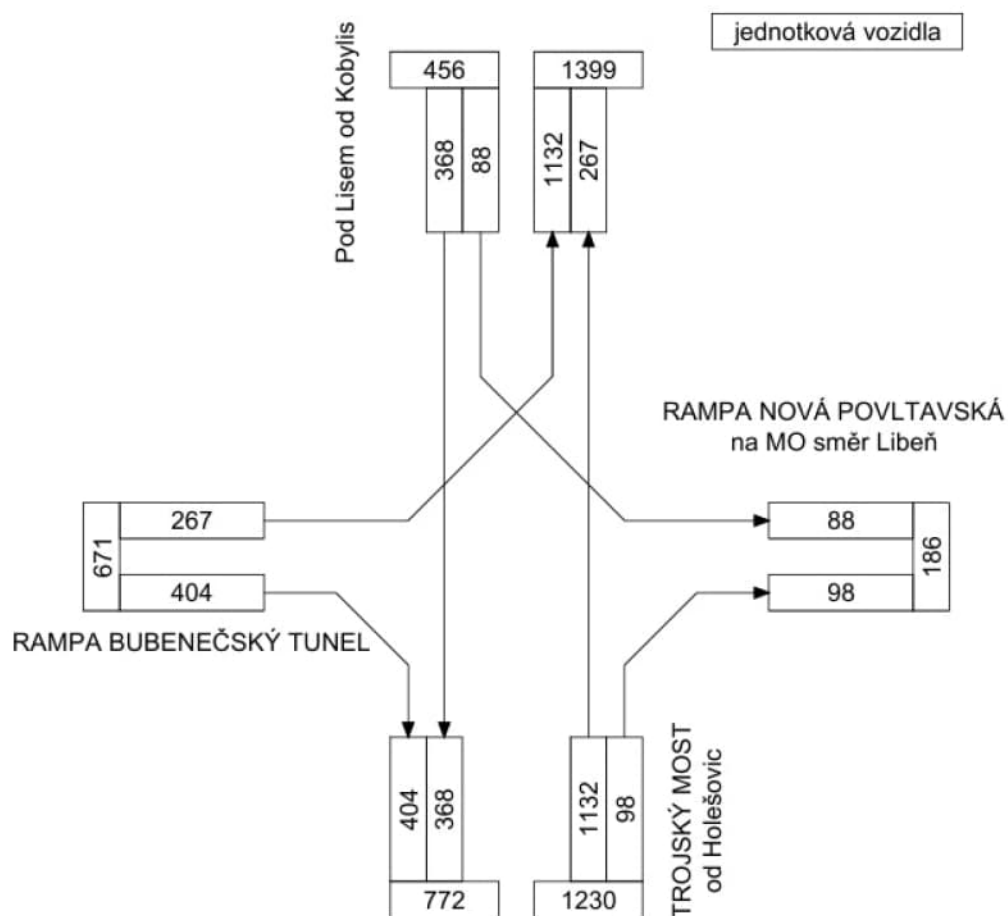 jednotková vozidla
456
1399
Pod Lisem od Kobylis
368
88
1132
267
RAMPA NOVÁ POVLTAVSKÁ
na MO směr Libeň
671
267
404
88
98
186
RAMPA BUBENEČSKÝ TUNEL
404
368
1132
98
TROJSKÝ MOST
od Holešovic
772
1230